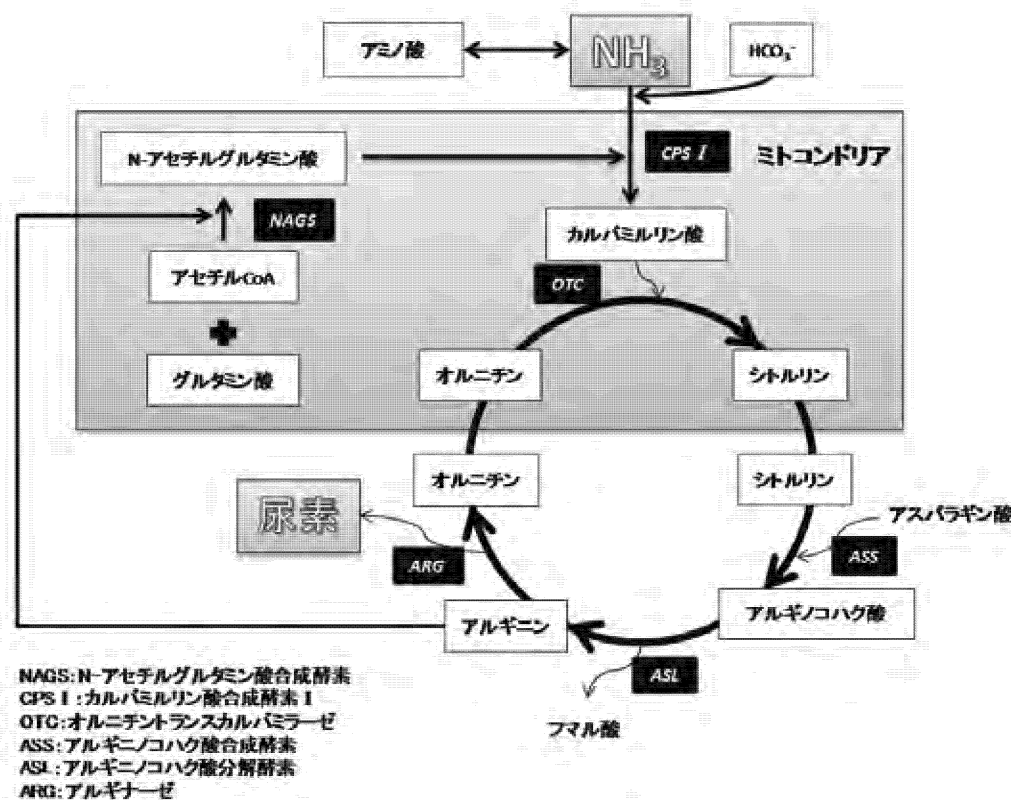 アミノ酸
NH₃
HCO₃⁻
N-アセチルグルタミン酸
CPS Ⅰ
ミトコンドリア
NAGS
カルバミルリン酸
アセチルCoA
OTC
グルタミン酸
オルニチン
シトルリン
オルニチン
シトルリン
尿素
アスパラギン酸
ARG
ASS
アルギニン
アルギノコハク酸
ASL
フマル酸
NAGS:N-アセチルグルタミン酸合成酵素
CPSⅠ:カルバミルリン酸合成酵素Ⅰ
OTC:オルニチントランスカルバミラーゼ
ASS:アルギニノコハク酸合成酵素
ASL:アルギニノコハク酸分解酵素
ARG:アルギナーゼ